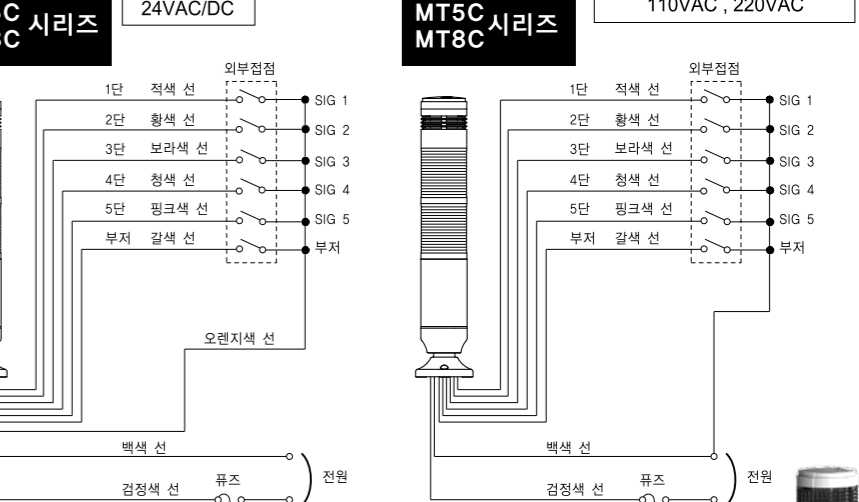 C 시리즈
C
24VAC/DC
외부접점
1단 적색 선 SIG 1
2단 황색 선 SIG 2
3단 보라색 선 SIG 3
4단 청색 선 SIG 4
5단 핑크색 선 SIG 5
부저 갈색 선 부저
오렌지색 선
백색 선
검정색 선 퓨즈 전원
MT5C 시리즈
MT8C
110VAC , 220VAC
외부접점
1단 적색 선 SIG 1
2단 황색 선 SIG 2
3단 보라색 선 SIG 3
4단 청색 선 SIG 4
5단 핑크색 선 SIG 5
부저 갈색 선 부저
백색 선
검정색 선 퓨즈 전원